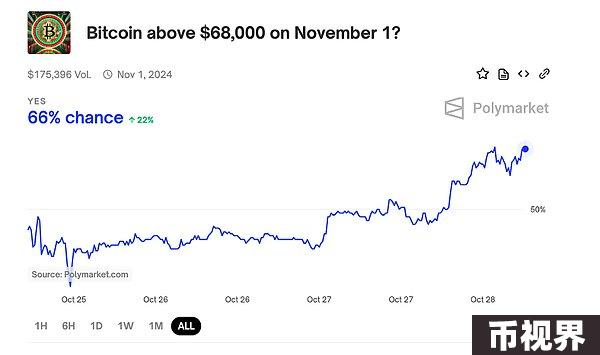 Bitcoin above $68,000 on November 1?
$175,396 Vol. Nov 1, 2024
YES
66% chance 22%
Polymarket
50%
Source: Polymarket.com
Oct 25 Oct 26 Oct 26 Oct 27 Oct 27 Oct 28
1H 6H 1D 1W 1M ALL
币视界